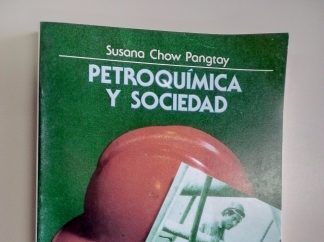 Susana Chow Pangtay
PETROQUÍMICA
Y SOCIEDAD